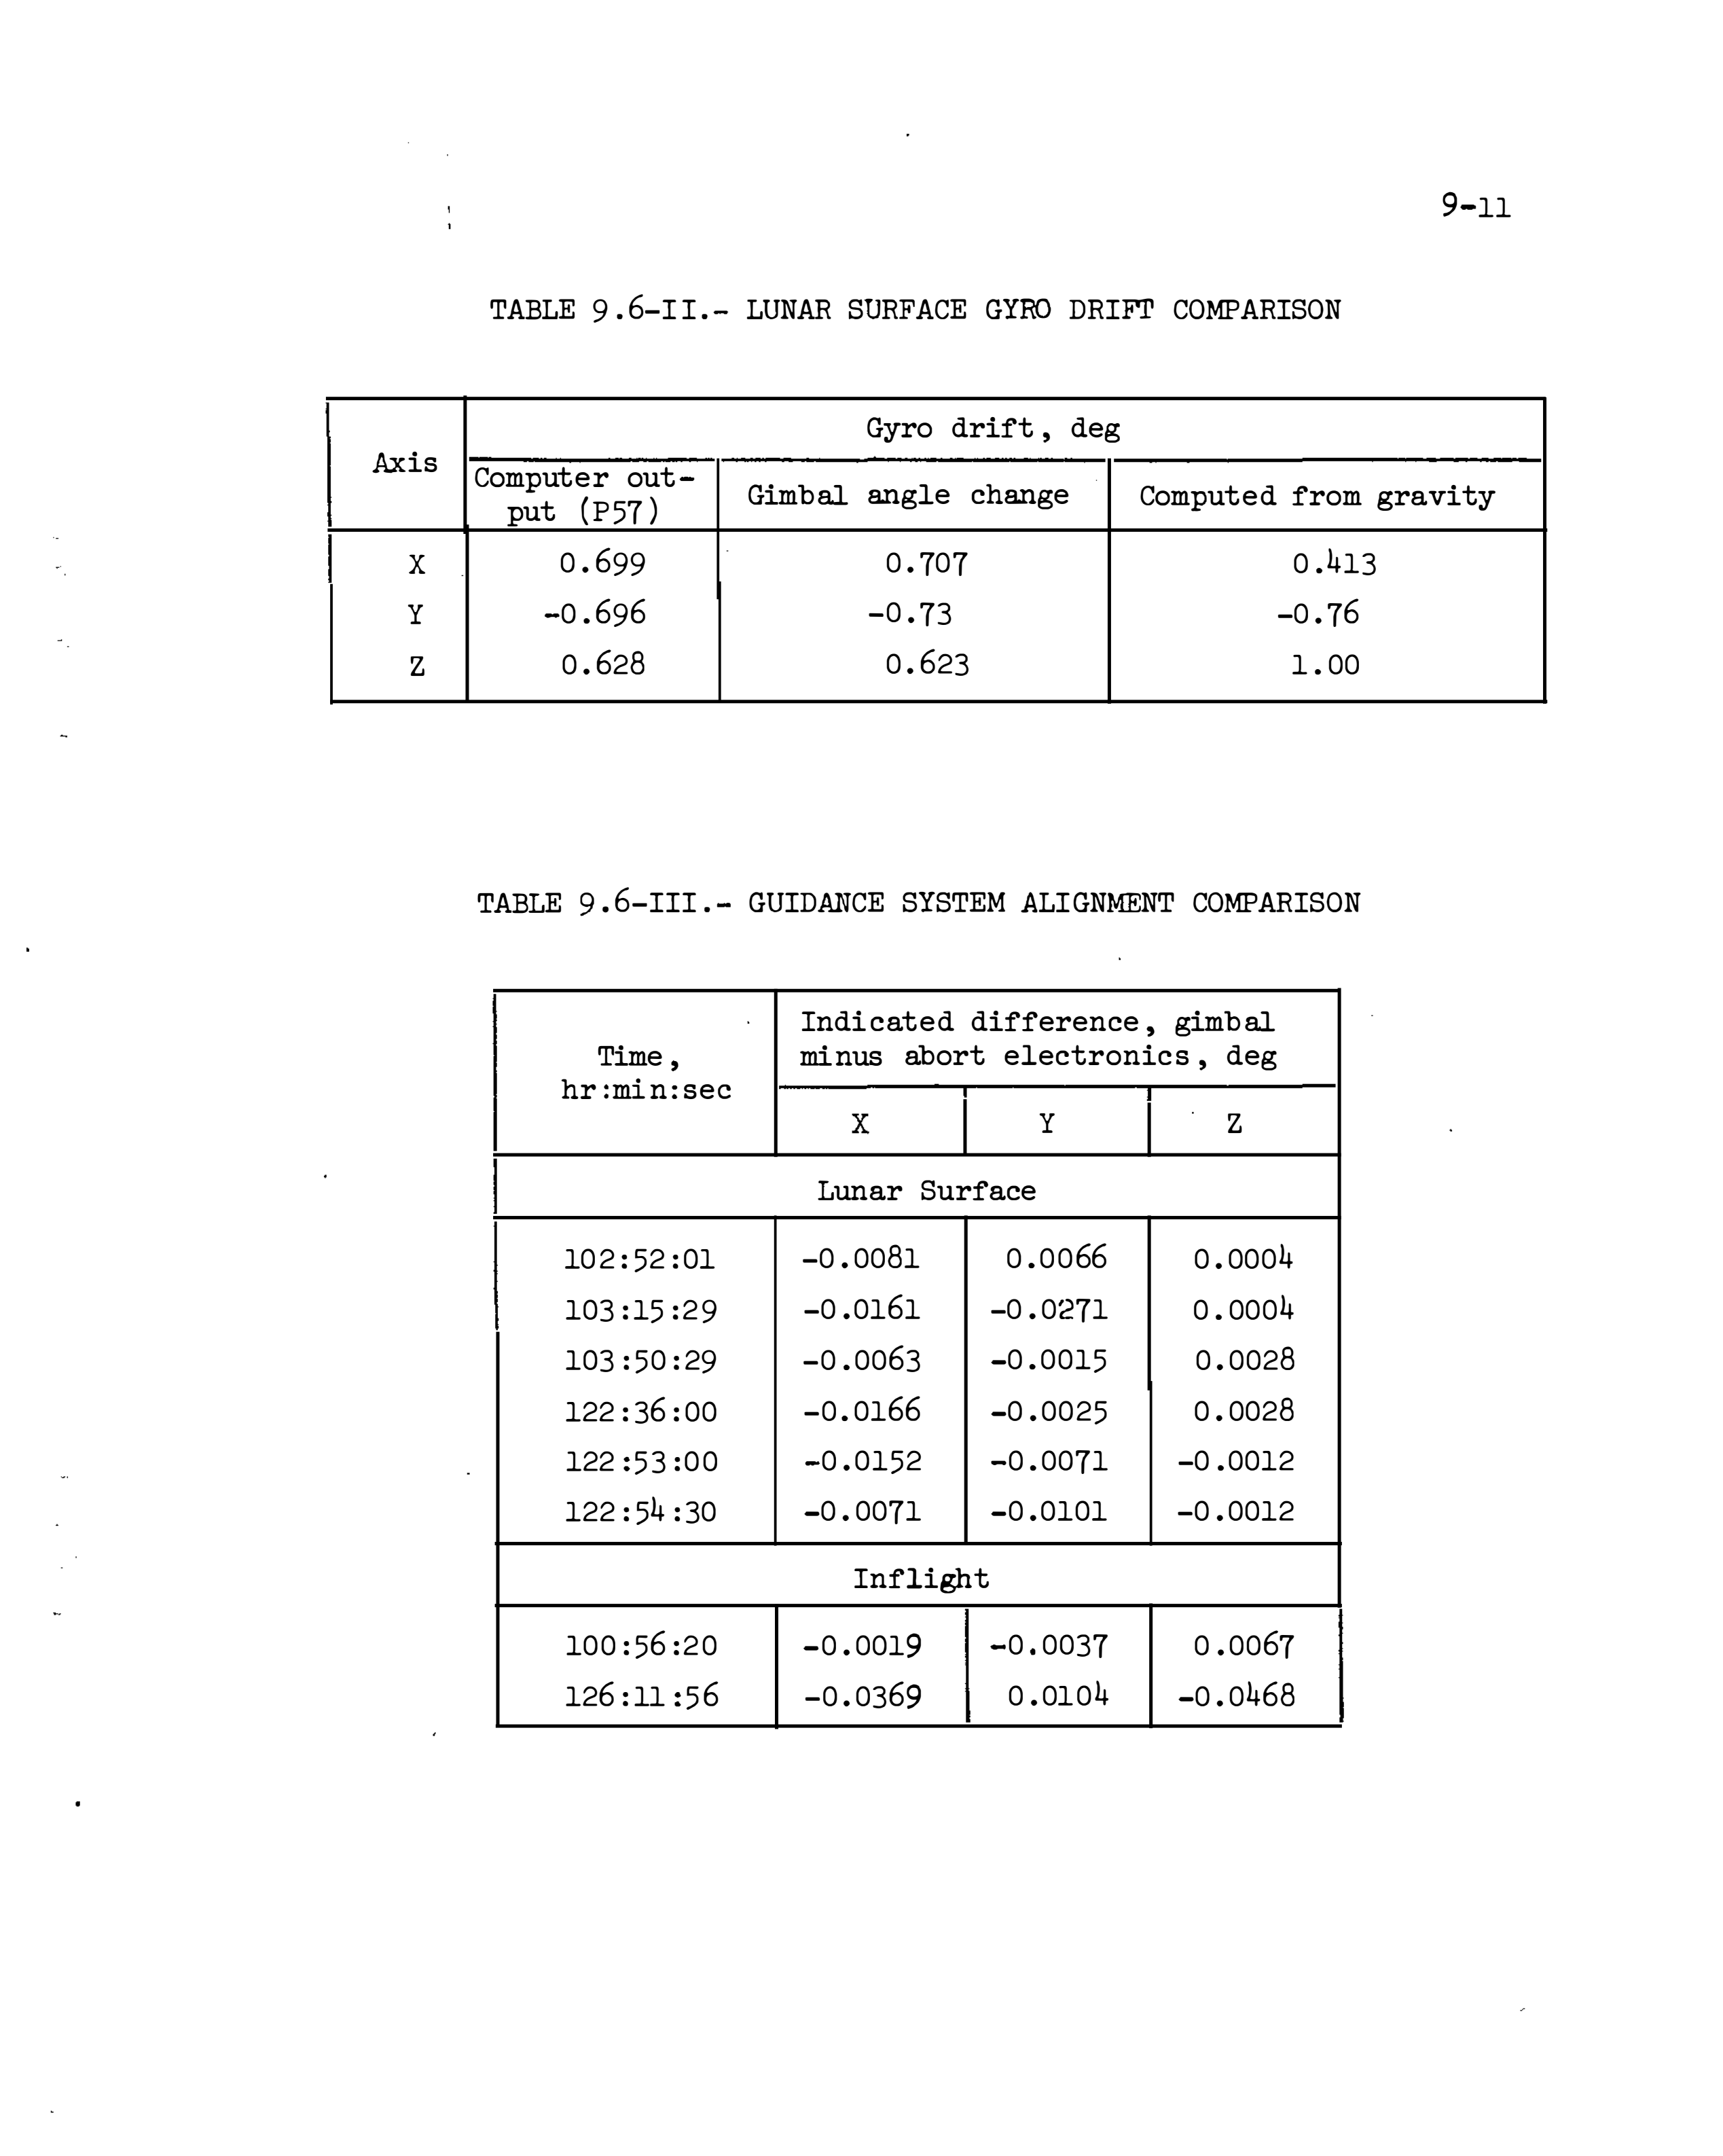 9-11
TABLE 9.6-II.- LUNAR SURFACE GYRO DRIFT COMPARISON
Axis
Gyro drift, deg
Computer out-
put (P57)
Gimbal angle change
Computed from gravity
X 0.699 0.707 0.413
Y -0.696 -0.73 -0.76
Z 0.628 0.623 1.00
TABLE 9.6-III.- GUIDANCE SYSTEM ALIGNMENT COMPARISON
Time,
hr:min:sec
Indicated difference, gimbal
minus abort electronics, deg
X Y Z
Lunar Surface
102:52:01 -0.0081 0.0066 0.0004
103:15:29 -0.0161 -0.0271 0.0004
103:50:29 -0.0063 -0.0015 0.0028
122:36:00 -0.0166 -0.0025 0.0028
122:53:00 -0.0152 -0.0071 -0.0012
122:54:30 -0.0071 -0.0101 -0.0012
Inflight
100:56:20 -0.0019 -0.0037 0.0067
126:11:56 -0.0369 0.0104 -0.0468